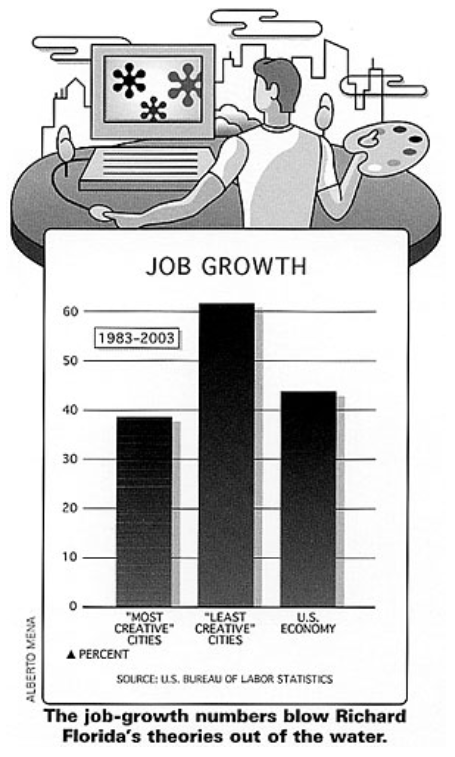 JOB GROWTH
60
1983–2003
50
40
30
20
10
0
"MOST CREATIVE" CITIES
"LEAST CREATIVE" CITIES
U.S. ECONOMY
▲ PERCENT
SOURCE: U.S. BUREAU OF LABOR STATISTICS
ALBERTO MENA
The job-growth numbers blow Richard
Florida's theories out of the water.